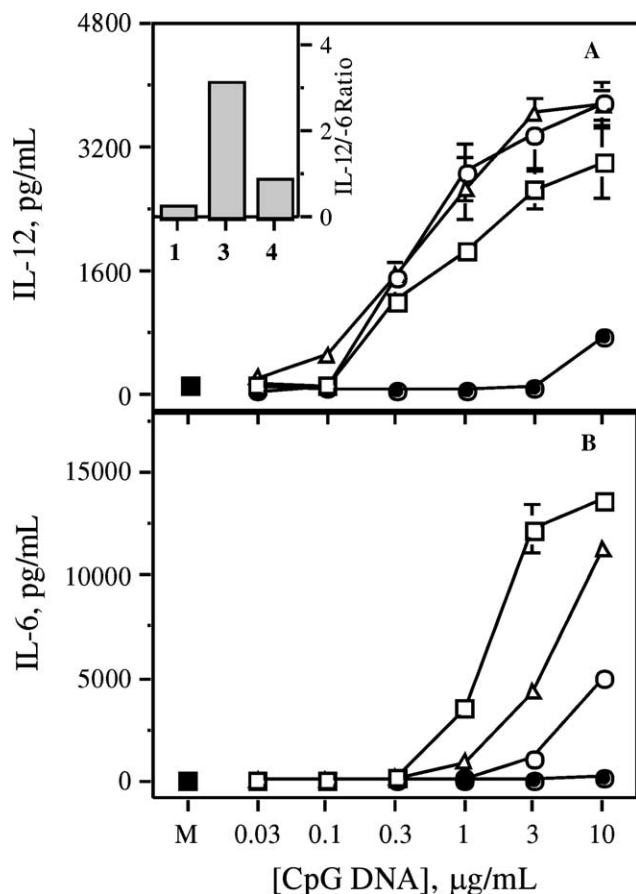 A
IL-12, pg/mL
4800
3200
1600
0
IL-12/-6 Ratio
4
2
0
1 3 4
B
IL-6, pg/mL
15000
10000
5000
0
M 0.03 0.1 0.3 1 3 10
[CpG DNA], μg/mL